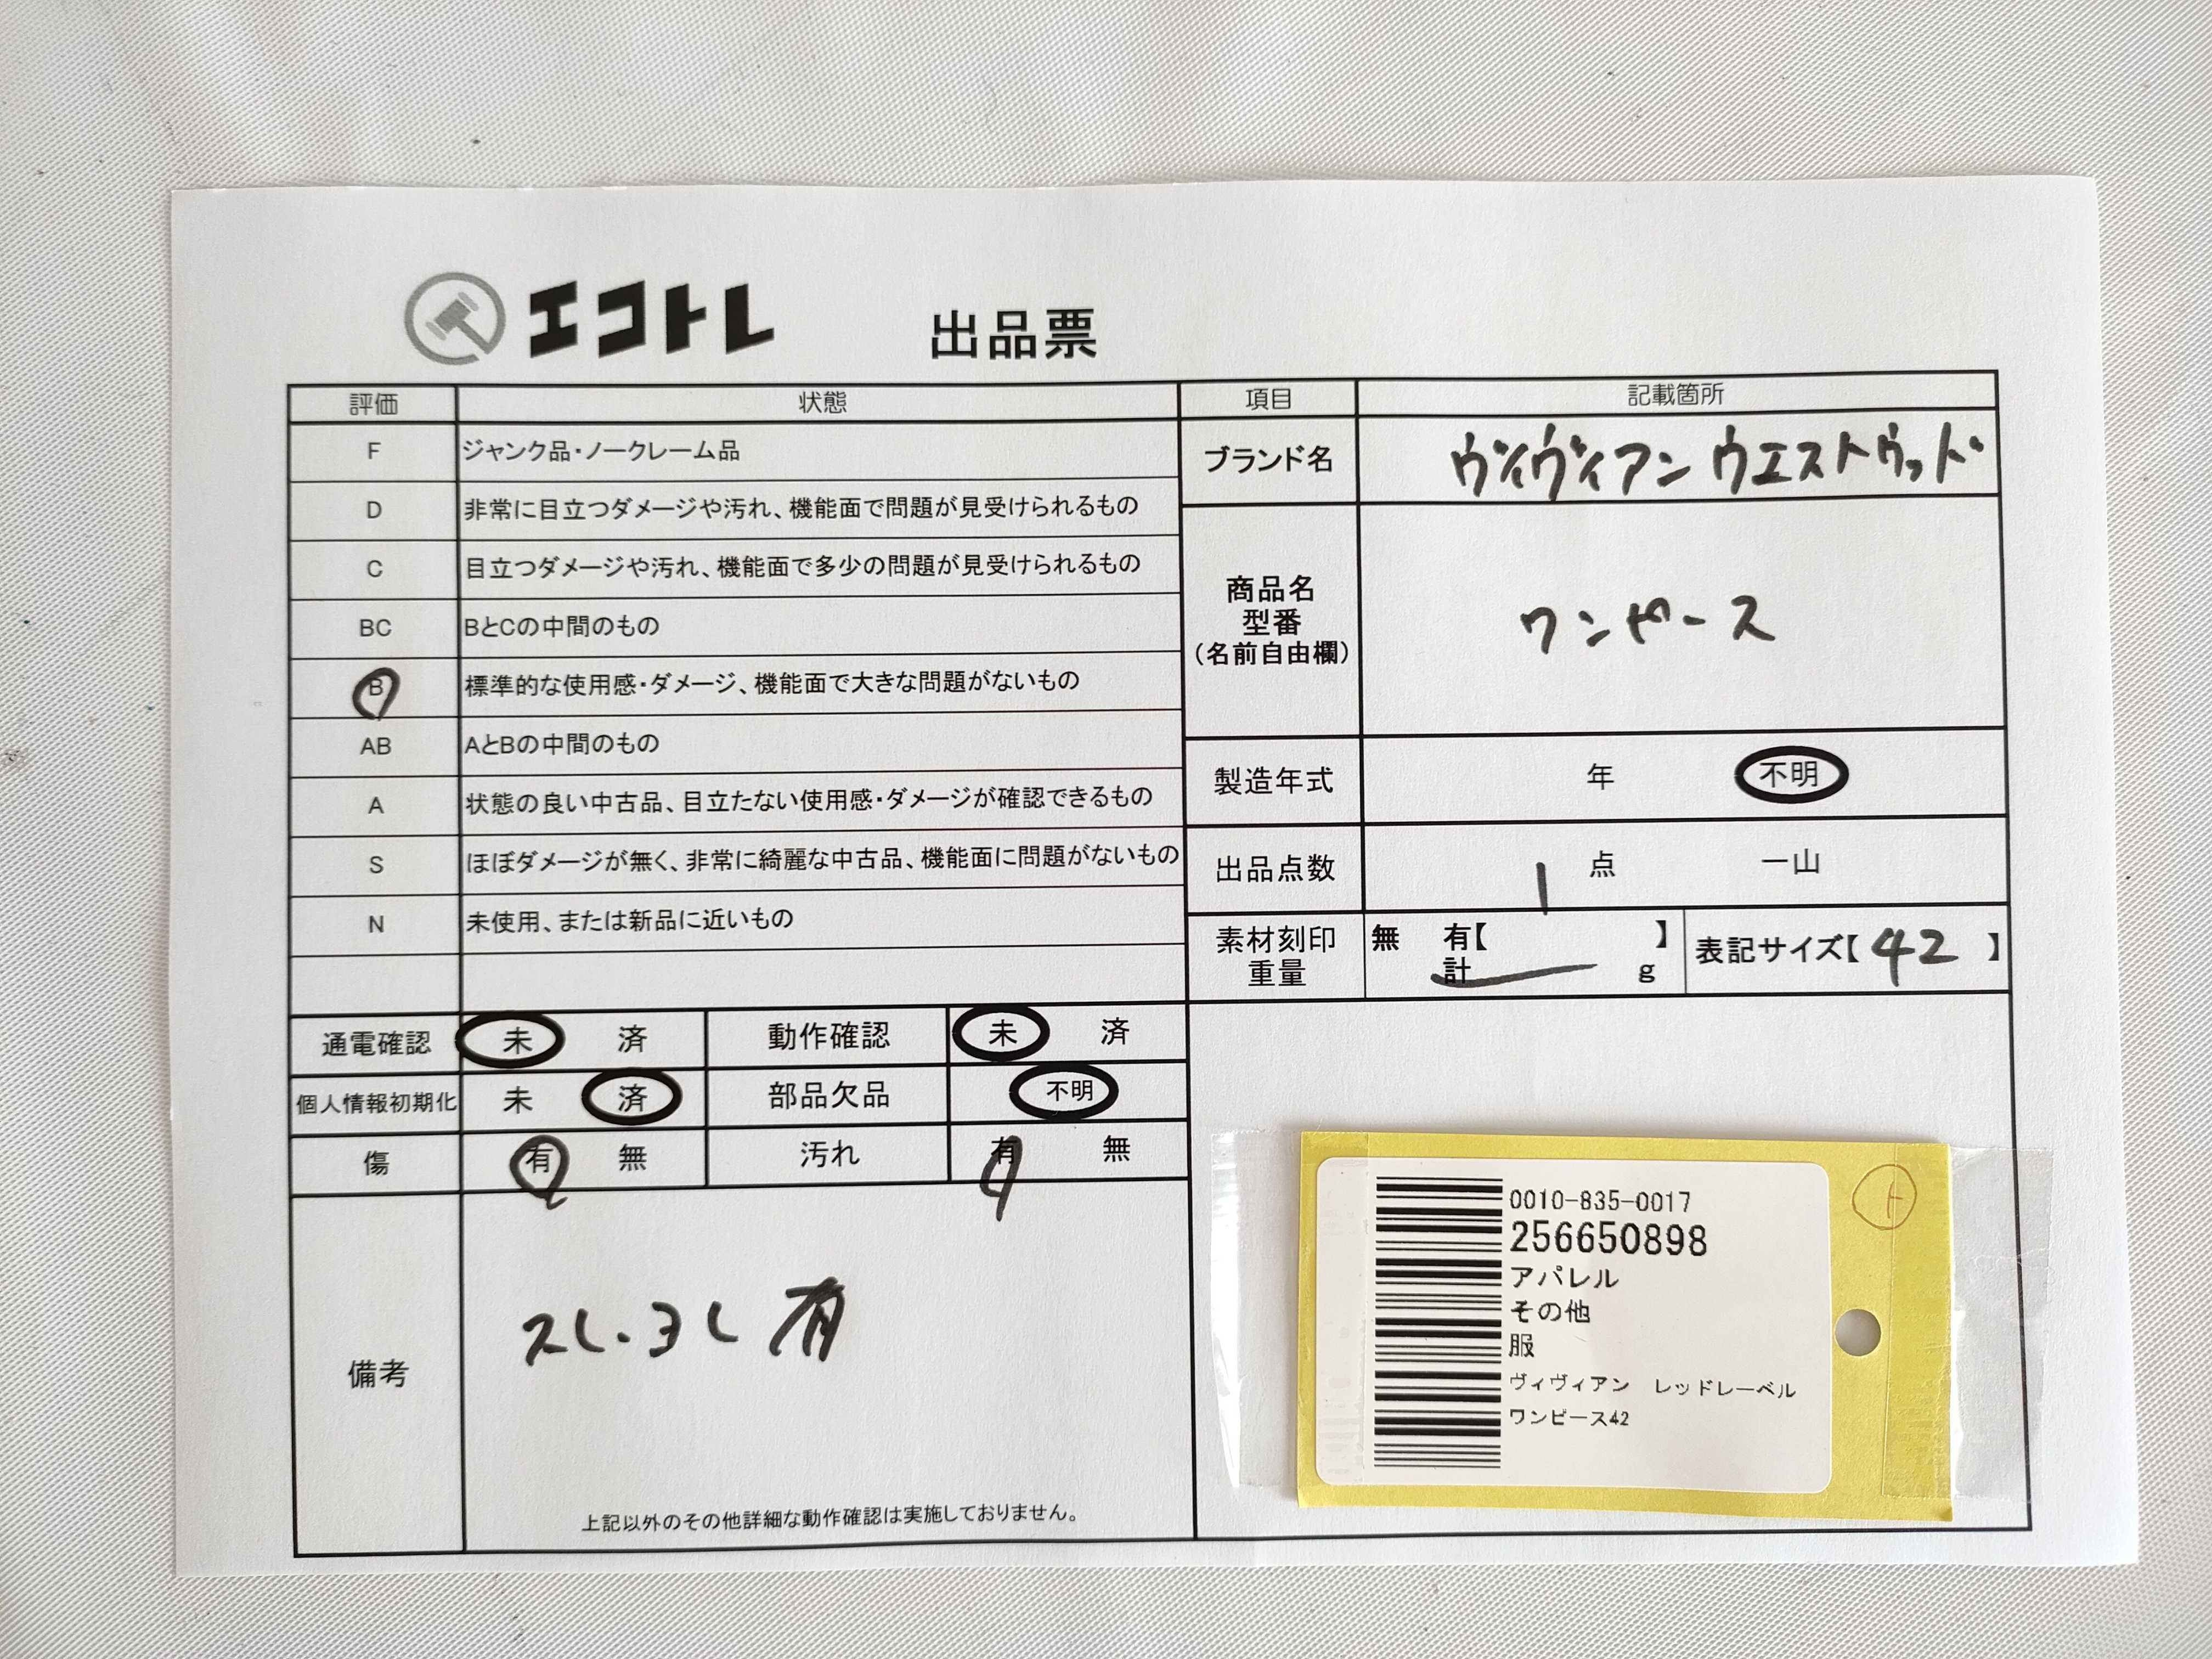 エコトレ 出品票
評価 状態
F ジャンク品・ノークレーム品
D 非常に目立つダメージや汚れ、機能面で問題が見受けられるもの
C 目立つダメージや汚れ、機能面で多少の問題が見受けられるもの
BC BとCの中間のもの
B 標準的な使用感・ダメージ、機能面で大きな問題がないもの
AB AとBの中間のもの
A 状態の良い中古品、目立たない使用感・ダメージが確認できるもの
S ほぼダメージが無く、非常に綺麗な中古品、機能面に問題がないもの
N 未使用、または新品に近いもの
項目 記載箇所
ブランド名 ヴィヴィアン ウエストウッド
商品名
型番
(名前自由欄)
ワンピース
製造年式 年 不明
出品点数 1 点 一山
素材刻印
重量
無 有【 】
計 g
表記サイズ【 42 】
通電確認 未 済 動作確認 未 済
個人情報初期化 未 済 部品欠品 不明
傷 有 無 汚れ 有 無
備考
スレ・ヨレ 有
上記以外のその他詳細な動作確認は実施しておりません。
0010-835-0017
256650898
アパレル
その他
服
ヴィヴィアン レッドレーベル
ワンピース42